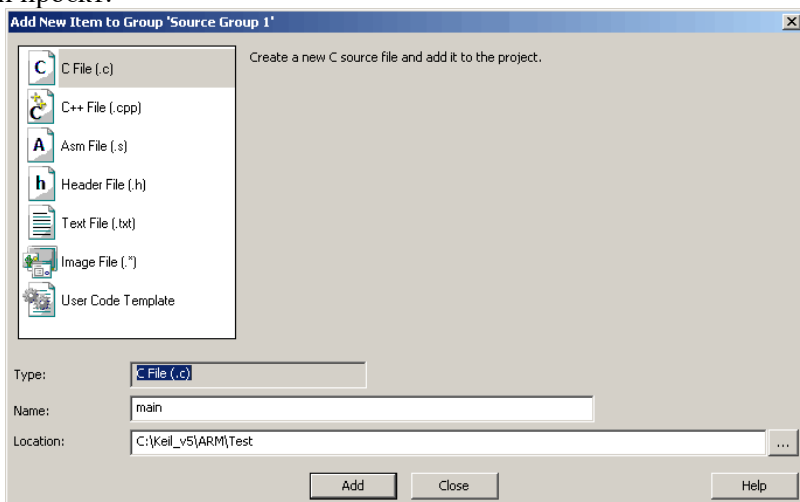 проект.
Add New Item to Group 'Source Group 1'
C File (.c)
Create a new C source file and add it to the project.
C++ File (.cpp)
Asm File (.s)
Header File (.h)
Text File (.txt)
Image File (.*)
User Code Template
Type:
C File (.c)
Name:
main
Location:
C:\Keil_v5\ARM\Test
...
Add
Close
Help